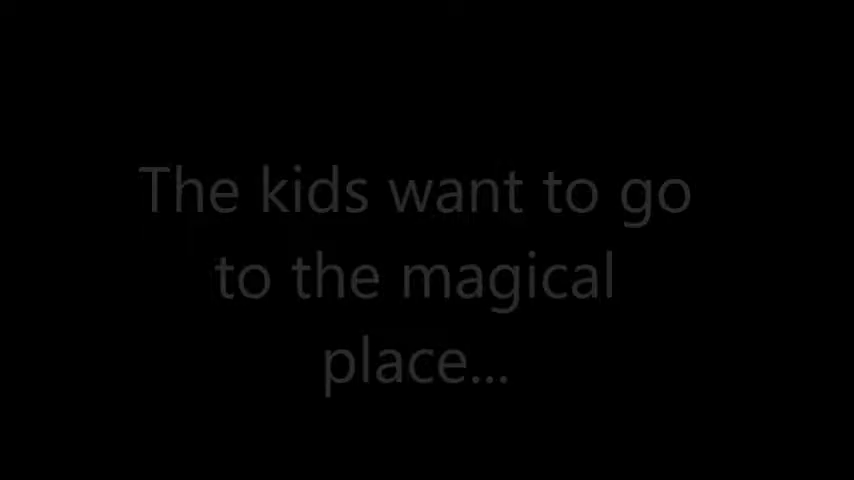 The kids want to go
to the magical
place...